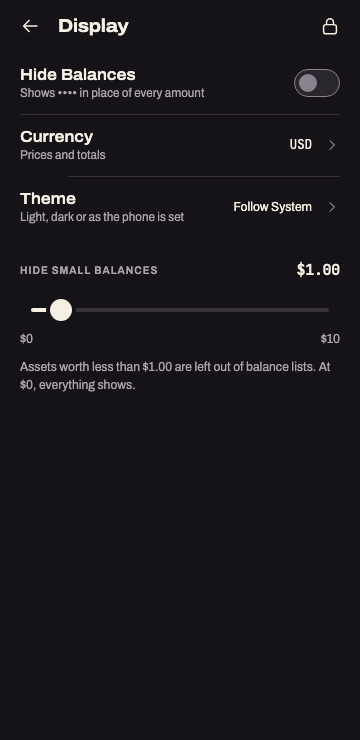 Display
Hide Balances
Shows •••• in place of every amount
Currency
Prices and totals
USD
Theme
Light, dark or as the phone is set
Follow System
HIDE SMALL BALANCES
$1.00
$0
$10
Assets worth less than $1.00 are left out of balance lists. At
$0, everything shows.